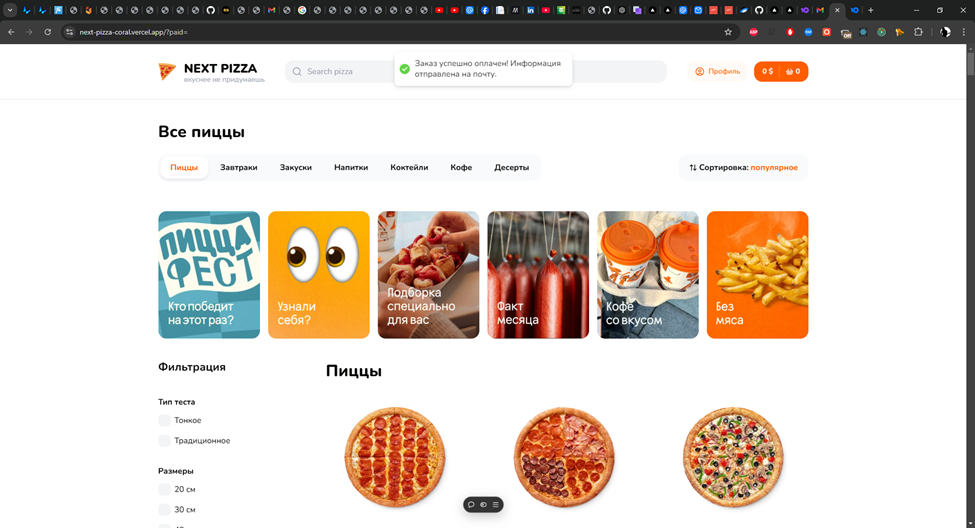 next-pizza-coral.vercel.app/?paid=
NEXT PIZZA
вкуснее не придумаешь
Search pizza
Заказ успешно оплачен! Информация
отправлена на почту.
Профиль
0 $
0
Все пиццы
Пиццы
Завтраки
Закуски
Напитки
Коктейли
Кофе
Десерты
Сортировка: популярное
ПИЦЦА
ФЕСТ
Кто победит
на этот раз?
Узнали
себя?
Подборка
специально
для вас
Факт
месяца
Кофе
со вкусом
Без
мяса
Фильтрация
Пиццы
Тип теста
Тонкое
Традиционное
Размеры
20 см
30 см